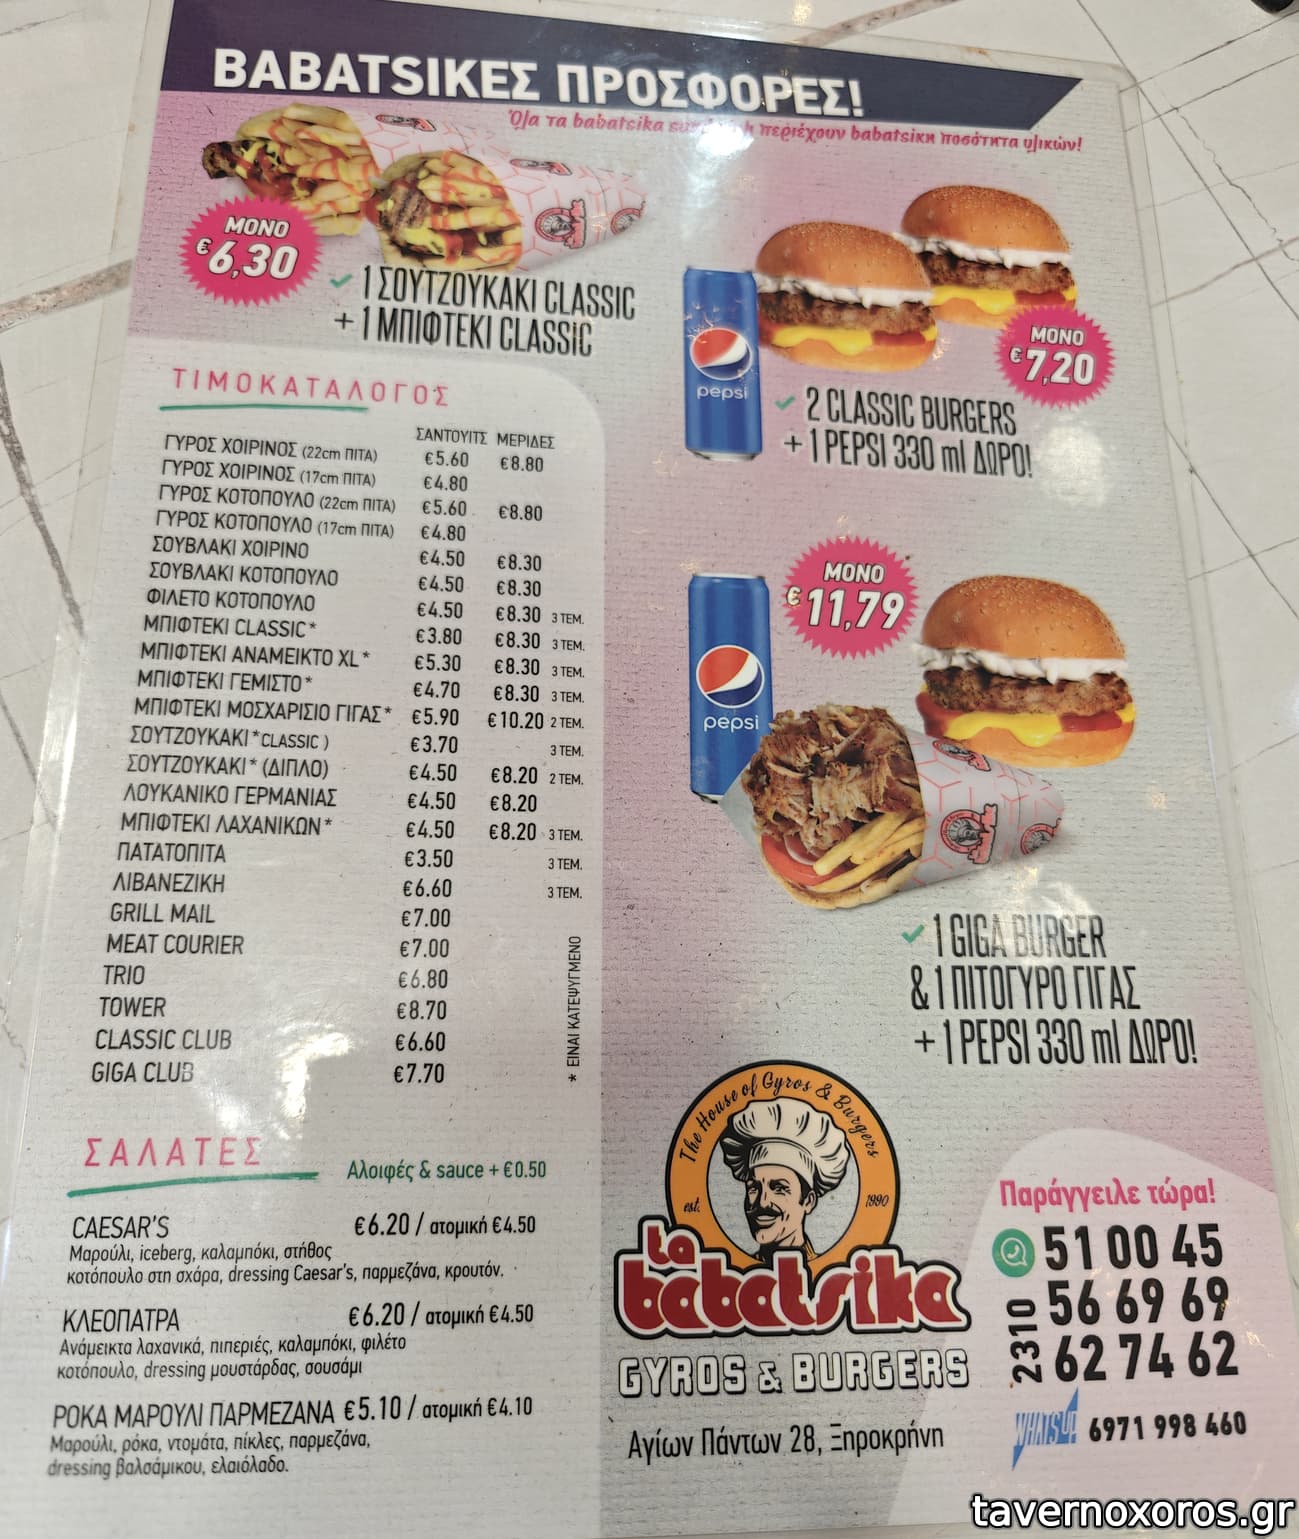 BABATSIKEΣ ΠΡΟΣΦΟΡΕΣ!
Όλα τα babatsika περιέχουν babatsikη ποσότητα υλικών!
ΜΟΝΟ
€6,30
1 ΣΟΥΤΖΟΥΚΑΚΙ CLASSIC
+ 1 ΜΠΙΦΤΕΚΙ CLASSIC
pepsi
ΜΟΝΟ
€7,20
2 CLASSIC BURGERS
+ 1 PEPSI 330 ml ΔΩΡΟ!
ΤΙΜΟΚΑΤΑΛΟΓΟΣ
ΣΑΝΤΟΥΙΤΣ ΜΕΡΙΔΕΣ
ΓΥΡΟΣ ΧΟΙΡΙΝΟΣ (22cm ΠΙΤΑ) €5.60 €8.80
ΓΥΡΟΣ ΧΟΙΡΙΝΟΣ (17cm ΠΙΤΑ) €4.80
ΓΥΡΟΣ ΚΟΤΟΠΟΥΛΟ (22cm ΠΙΤΑ) €5.60 €8.80
ΓΥΡΟΣ ΚΟΤΟΠΟΥΛΟ (17cm ΠΙΤΑ) €4.80
ΣΟΥΒΛΑΚΙ ΧΟΙΡΙΝΟ €4.50 €8.30
ΣΟΥΒΛΑΚΙ ΚΟΤΟΠΟΥΛΟ €4.50 €8.30
ΦΙΛΕΤΟ ΚΟΤΟΠΟΥΛΟ €4.50 €8.30 3 ΤΕΜ.
ΜΠΙΦΤΕΚΙ CLASSIC* €3.80 €8.30 3 ΤΕΜ.
ΜΠΙΦΤΕΚΙ ΑΝΑΜΕΙΚΤΟ XL* €5.30 €8.30 3 ΤΕΜ.
ΜΠΙΦΤΕΚΙ ΓΕΜΙΣΤΟ* €4.70 €8.30 3 ΤΕΜ.
ΜΠΙΦΤΕΚΙ ΜΟΣΧΑΡΙΣΙΟ ΓΙΓΑΣ* €5.90 €10.20 2 ΤΕΜ.
ΣΟΥΤΖΟΥΚΑΚΙ *CLASSIC ) €3.70 3 ΤΕΜ.
ΣΟΥΤΖΟΥΚΑΚΙ* (ΔΙΠΛΟ) €4.50 €8.20 2 ΤΕΜ.
ΛΟΥΚΑΝΙΚΟ ΓΕΡΜΑΝΙΑΣ €4.50 €8.20
ΜΠΙΦΤΕΚΙ ΛΑΧΑΝΙΚΩΝ* €4.50 €8.20 3 ΤΕΜ.
ΠΑΤΑΤΟΠΙΤΑ €3.50 3 ΤΕΜ.
ΛΙΒΑΝΕΖΙΚΗ €6.60 3 ΤΕΜ.
GRILL MAIL €7.00
MEAT COURIER €7.00
TRIO €6.80
TOWER €8.70
CLASSIC CLUB €6.60
GIGA CLUB €7.70
* ΕΙΝΑΙ ΚΑΤΕΨΥΓΜΕΝΟ
ΜΟΝΟ
€11,79
pepsi
1 GIGA BURGER
& 1 ΠΙΤΟΓΥΡΟ ΓΙΓΑΣ
+ 1 PEPSI 330 ml ΔΩΡΟ!
ΣΑΛΑΤΕΣ
Αλοιφές & sauce + €0.50
CAESAR'S €6.20 / ατομική €4.50
Μαρούλι, iceberg, καλαμπόκι, στήθος
κοτόπουλο στη σχάρα, dressing Caesar's, παρμεζάνα, κρουτόν.
ΚΛΕΟΠΑΤΡΑ €6.20 / ατομική €4.50
Ανάμεικτα λαχανικά, πιπεριές, καλαμπόκι, φιλέτο
κοτόπουλο, dressing μουστάρδας, σουσάμι
ΡΟΚΑ ΜΑΡΟΥΛΙ ΠΑΡΜΕΖΑΝΑ €5.10 / ατομική €4.10
Μαρούλι, ρόκα, ντομάτα, πίκλες, παρμεζάνα,
dressing βαλσάμικου, ελαιόλαδο.
The House of Gyros & Burgers
est. 1990
ta
babatsika
GYROS & BURGERS
Αγίων Πάντων 28, Ξηροκρήνη
Παράγγειλε τώρα!
2310
51 00 45
56 69 69
62 74 62
WHATS UP 6971 998 460
tavernoxoros.gr